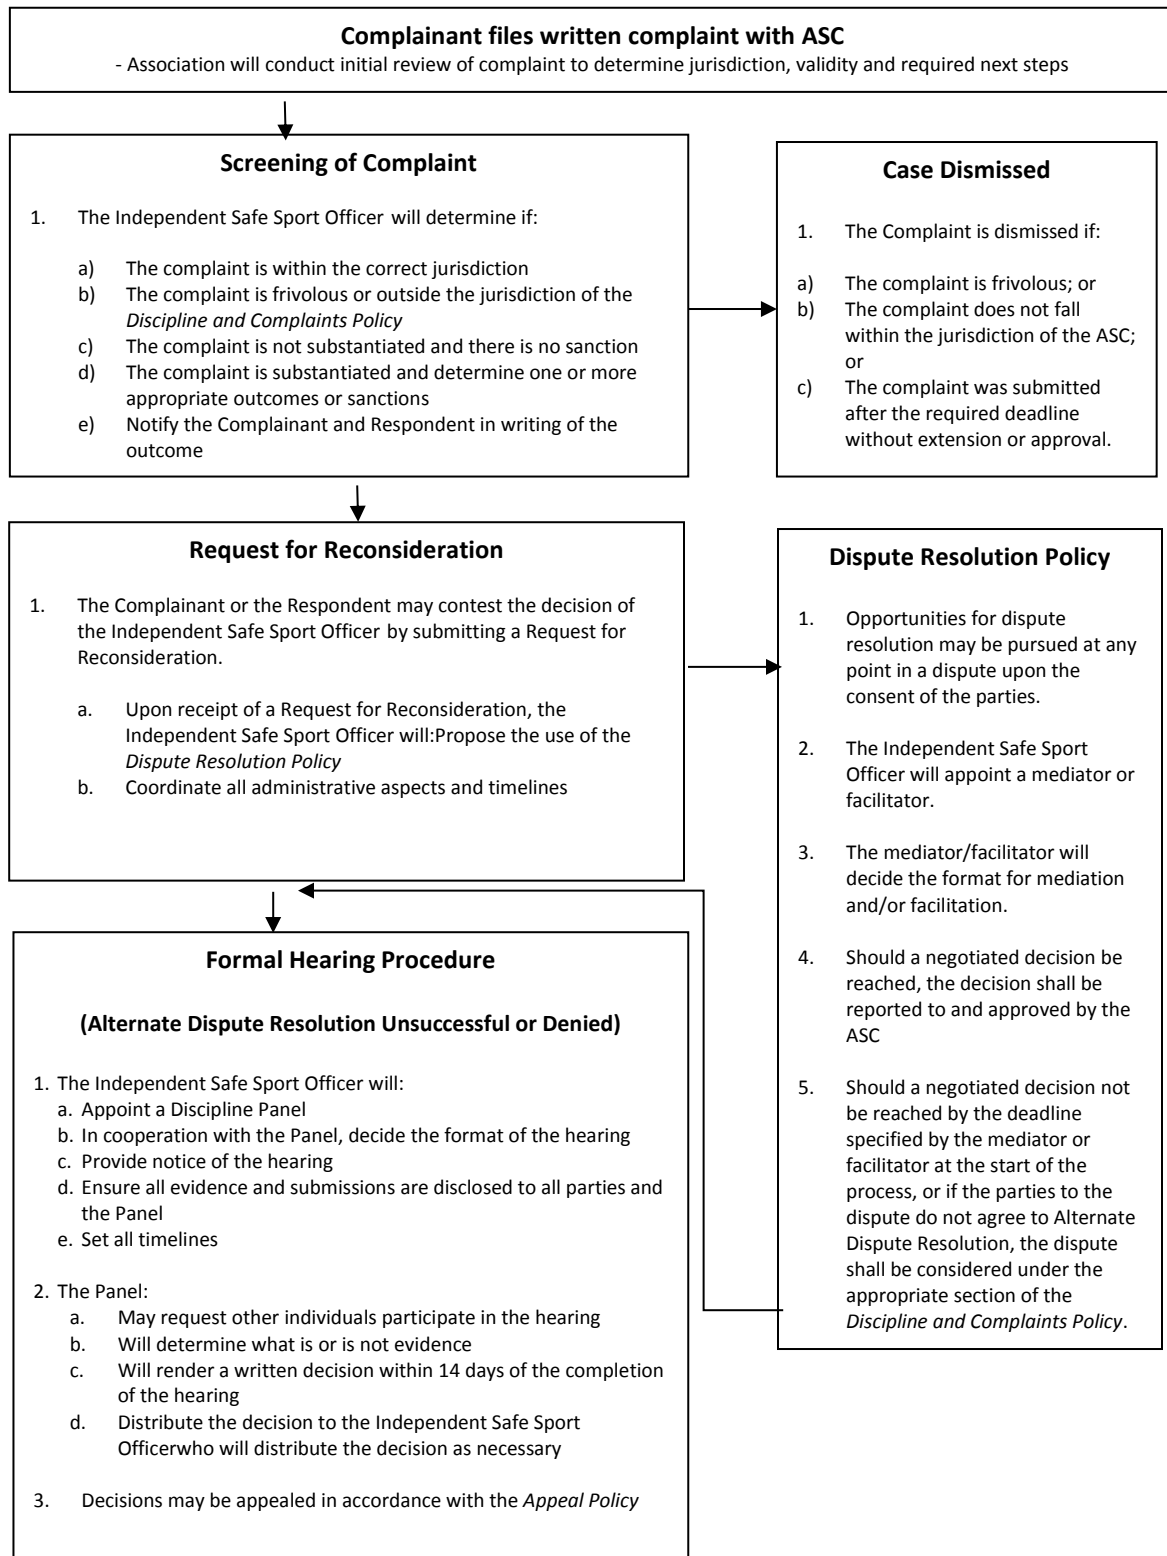 Complainant files written complaint with ASC
- Association will conduct initial review of complaint to determine jurisdiction, validity and required next steps
Screening of Complaint
1. The Independent Safe Sport Officer will determine if:
a) The complaint is within the correct jurisdiction
b) The complaint is frivolous or outside the jurisdiction of the
Discipline and Complaints Policy
c) The complaint is not substantiated and there is no sanction
d) The complaint is substantiated and determine one or more
appropriate outcomes or sanctions
e) Notify the Complainant and Respondent in writing of the
outcome
Case Dismissed
1. The Complaint is dismissed if:
a) The complaint is frivolous; or
b) The complaint does not fall
within the jurisdiction of the ASC;
or
c) The complaint was submitted
after the required deadline
without extension or approval.
Request for Reconsideration
1. The Complainant or the Respondent may contest the decision of
the Independent Safe Sport Officer by submitting a Request for
Reconsideration.
a. Upon receipt of a Request for Reconsideration, the
Independent Safe Sport Officer will:Propose the use of the
Dispute Resolution Policy
b. Coordinate all administrative aspects and timelines
Dispute Resolution Policy
1. Opportunities for dispute
resolution may be pursued at any
point in a dispute upon the
consent of the parties.
2. The Independent Safe Sport
Officer will appoint a mediator or
facilitator.
3. The mediator/facilitator will
decide the format for mediation
and/or facilitation.
4. Should a negotiated decision be
reached, the decision shall be
reported to and approved by the
ASC
5. Should a negotiated decision not
be reached by the deadline
specified by the mediator or
facilitator at the start of the
process, or if the parties to the
dispute do not agree to Alternate
Dispute Resolution, the dispute
shall be considered under the
appropriate section of the
Discipline and Complaints Policy.
Formal Hearing Procedure
(Alternate Dispute Resolution Unsuccessful or Denied)
1. The Independent Safe Sport Officer will:
a. Appoint a Discipline Panel
b. In cooperation with the Panel, decide the format of the hearing
c. Provide notice of the hearing
d. Ensure all evidence and submissions are disclosed to all parties and
the Panel
e. Set all timelines
2. The Panel:
a. May request other individuals participate in the hearing
b. Will determine what is or is not evidence
c. Will render a written decision within 14 days of the completion
of the hearing
d. Distribute the decision to the Independent Safe Sport
Officerwho will distribute the decision as necessary
3. Decisions may be appealed in accordance with the Appeal Policy